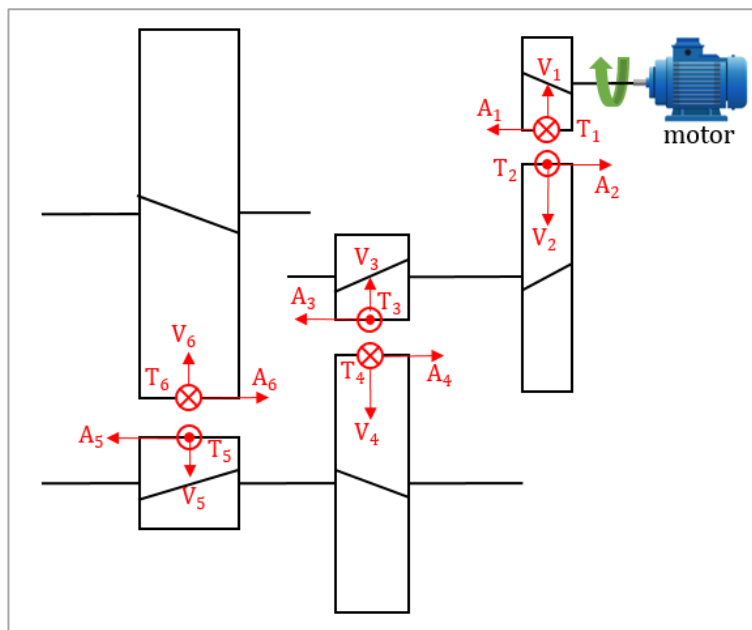 V₁
A₁
T₁
motor
T₂
A₂
V₂
V₃
A₃
T₃
V₆
T₆
A₆
T₄
A₄
A₅
T₅
V₄
V₅